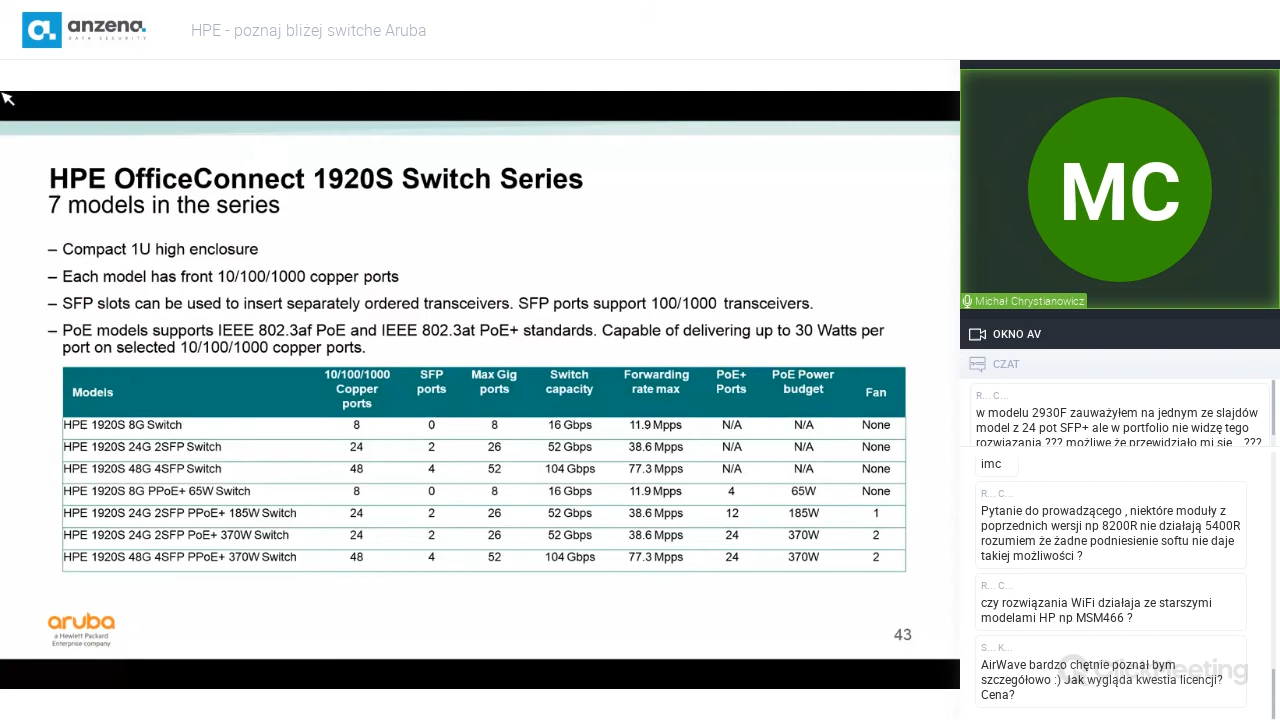 a. anzena.
DATA SECURITY
HPE - poznaj bliżej switche Aruba
HPE OfficeConnect 1920S Switch Series
7 models in the series
– Compact 1U high enclosure
– Each model has front 10/100/1000 copper ports
– SFP slots can be used to insert separately ordered transceivers. SFP ports support 100/1000 transceivers.
– PoE models supports IEEE 802.3af PoE and IEEE 802.3at PoE+ standards. Capable of delivering up to 30 Watts per
port on selected 10/100/1000 copper ports.
Models 10/100/1000 Copper ports SFP ports Max Gig ports Switch capacity Forwarding rate max PoE+ Ports PoE Power budget Fan
HPE 1920S 8G Switch 8 0 8 16 Gbps 11.9 Mpps N/A N/A None
HPE 1920S 24G 2SFP Switch 24 2 26 52 Gbps 38.6 Mpps N/A N/A None
HPE 1920S 48G 4SFP Switch 48 4 52 104 Gbps 77.3 Mpps N/A N/A None
HPE 1920S 8G PPoE+ 65W Switch 8 0 8 16 Gbps 11.9 Mpps 4 65W None
HPE 1920S 24G 2SFP PPoE+ 185W Switch 24 2 26 52 Gbps 38.6 Mpps 12 185W 1
HPE 1920S 24G 2SFP PoE+ 370W Switch 24 2 26 52 Gbps 38.6 Mpps 24 370W 2
HPE 1920S 48G 4SFP PPoE+ 370W Switch 48 4 52 104 Gbps 77.3 Mpps 24 370W 2
aruba
a Hewlett Packard
Enterprise company
43
MC
Michał Chrystianowicz
OKNO AV
CZAT
R... C...
w modelu 2930F zauważyłem na jednym ze slajdów
model z 24 pot SFP+ ale w portfolio nie widzę tego
rozwiązania ??? możliwe że przewidziało mi się... ???
imc
R... C...
Pytanie do prowadzącego , niektóre moduły z
poprzednich wersji np 8200R nie działają 5400R
rozumiem że żadne podniesienie softu nie daje
takiej możliwości ?
R... C...
czy rozwiązania WiFi działaja ze starszymi
modelami HP np MSM466 ?
S... K...
AirWave bardzo chętnie poznał bym
szczegółowo :) Jak wygląda kwestia licencji?
Cena?
ClickMeeting